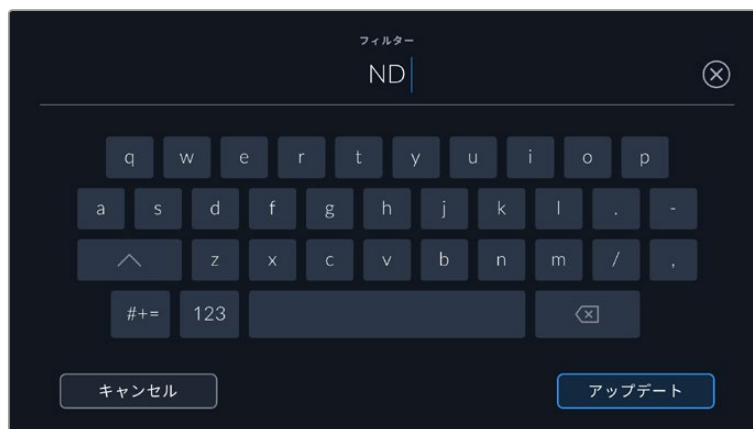 フィルター
ND
q w e r t y u i o p
a s d f g h j k l . -
z x c v b n m / ,
#+= 123
キャンセル アップデート